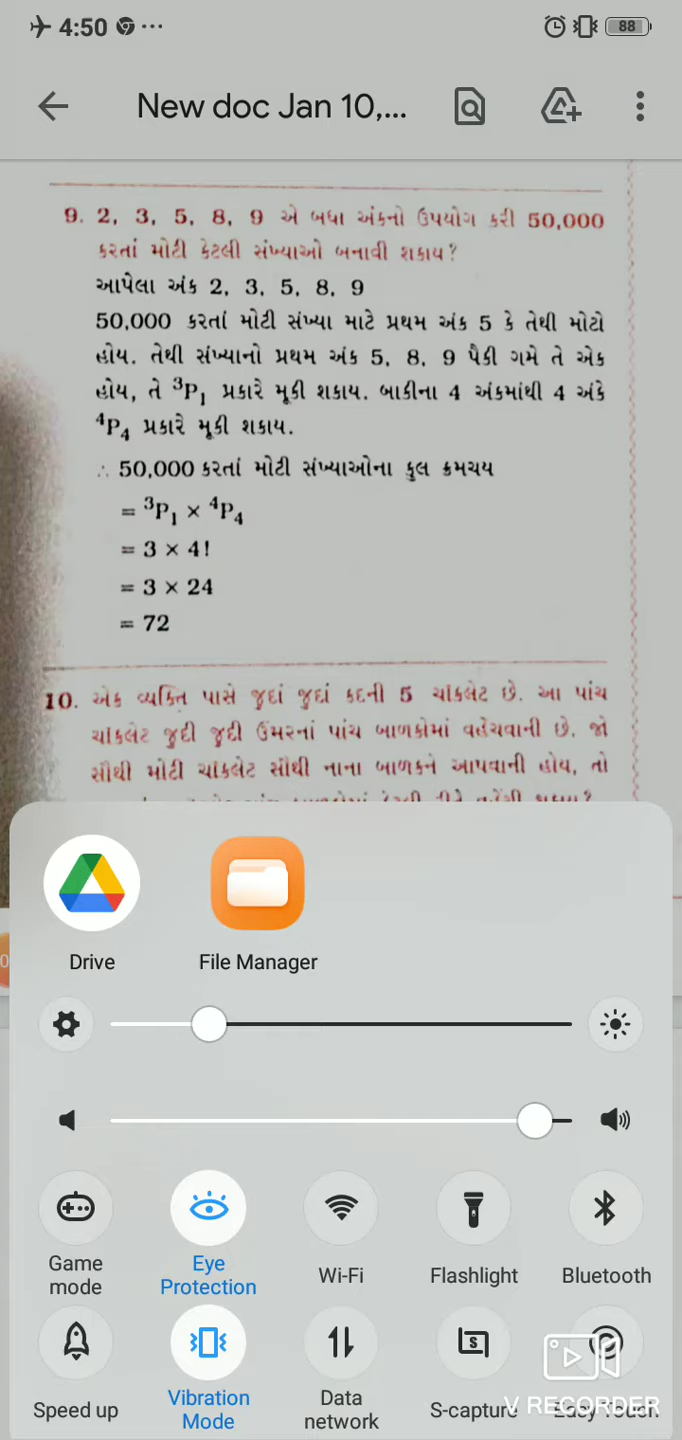 4:50
88
New doc Jan 10,...
9. 2, 3, 5, 8, 9 એ બધા અંકનો ઉપયોગ કરી 50,000
કરતાં મોટી કેટલી સંખ્યાઓ બનાવી શકાય?
આપેલા અંક 2, 3, 5, 8, 9
50,000 કરતાં મોટી સંખ્યા માટે પ્રથમ અંક 5 કે તેથી મોટો
હોય. તેથી સંખ્યાનો પ્રથમ અંક 5, 8, 9 પૈકી ગમે તે એક
હોય, તે ³P₁ પ્રકારે મૂકી શકાય. બાકીના 4 અંકમાંથી 4 અંકે
⁴P₄ પ્રકારે મૂકી શકાય.
∴ 50,000 કરતાં મોટી સંખ્યાઓના કુલ ક્રમચય
= ³P₁ × ⁴P₄
= 3 × 4!
= 3 × 24
= 72
10. એક વ્યક્તિ પાસે જુદાં જુદાં કદની 5 ચૉકલેટ છે. આ પાંચ
ચૉકલેટ જુદી જુદી ઉંમરનાં પાંચ બાળકોમાં વહેંચવાની છે. જો
સૌથી મોટી ચૉકલેટ સૌથી નાના બાળકને આપવાની હોય, તો
Drive
File Manager
Game mode
Eye Protection
Wi-Fi
Flashlight
Bluetooth
Speed up
Vibration Mode
Data network
S-capture
Easy Touch
V RECORDER